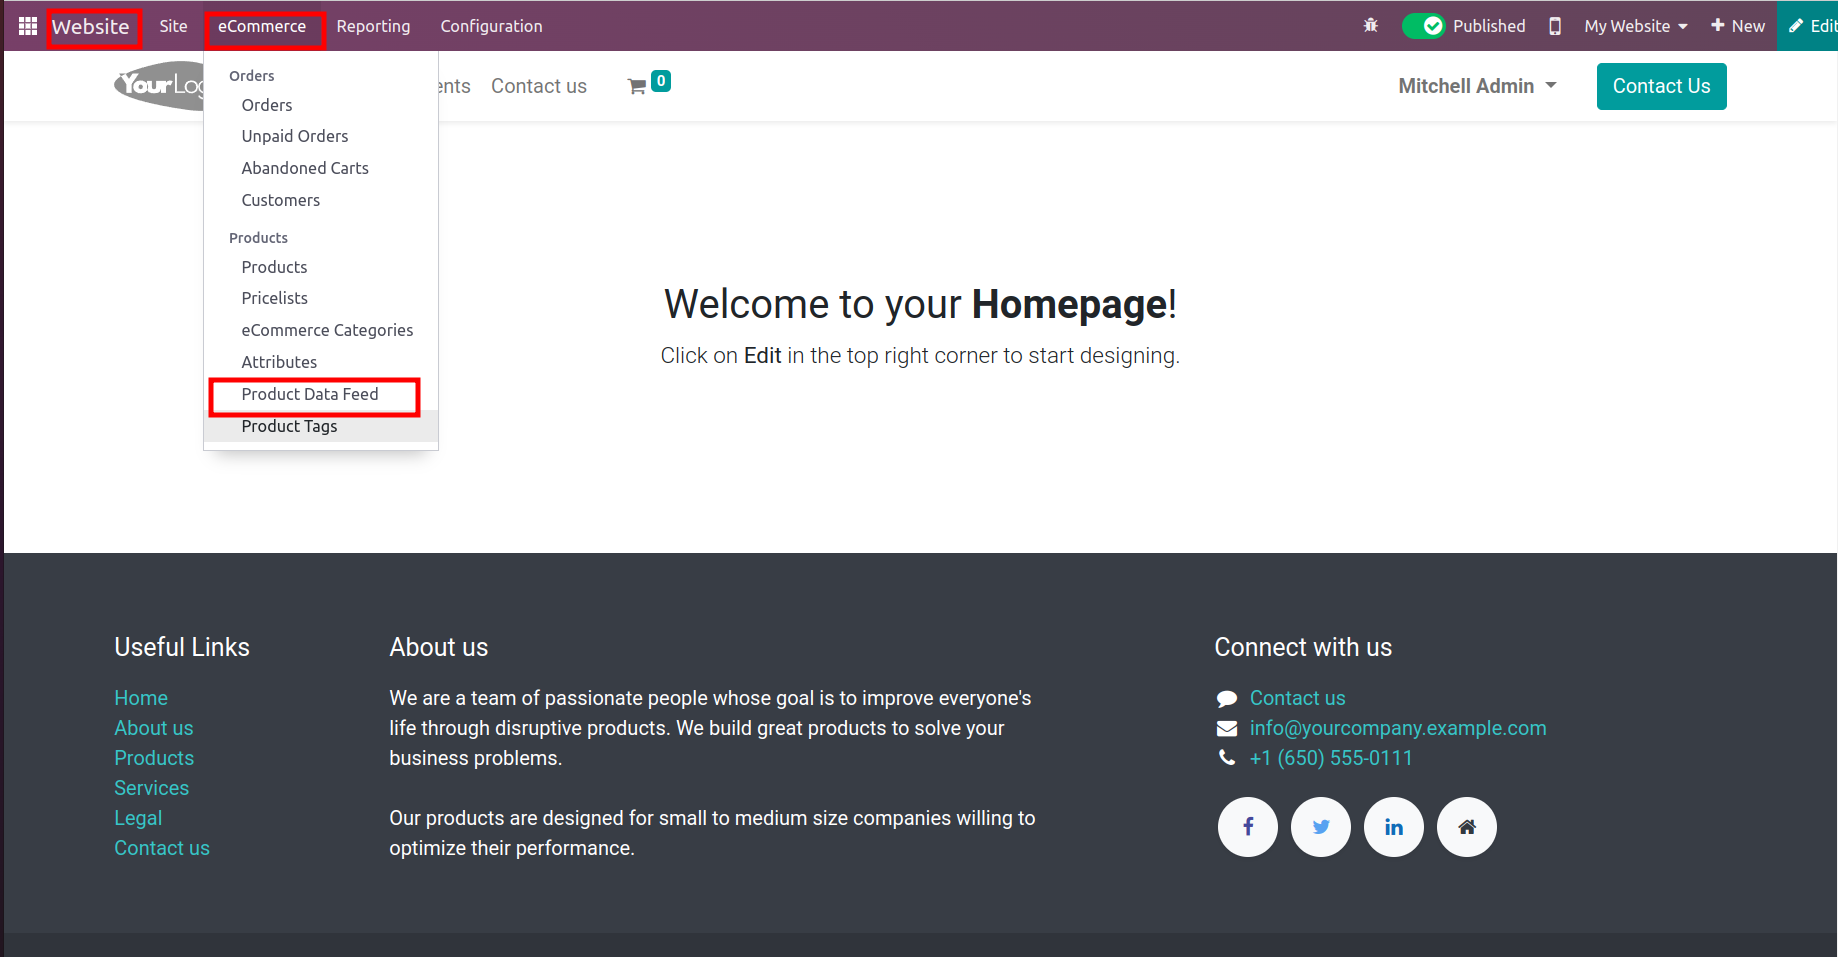 Website Site eCommerce Reporting Configuration Published My Website New Edit
YourLog ents Contact us 0 Mitchell Admin Contact Us
Orders
Orders
Unpaid Orders
Abandoned Carts
Customers
Products
Products
Pricelists
eCommerce Categories
Attributes
Product Data Feed
Product Tags
Welcome to your Homepage!
Click on Edit in the top right corner to start designing.
Useful Links
Home
About us
Products
Services
Legal
Contact us
About us
We are a team of passionate people whose goal is to improve everyone's
life through disruptive products. We build great products to solve your
business problems.
Our products are designed for small to medium size companies willing to
optimize their performance.
Connect with us
Contact us
info@yourcompany.example.com
+1 (650) 555-0111